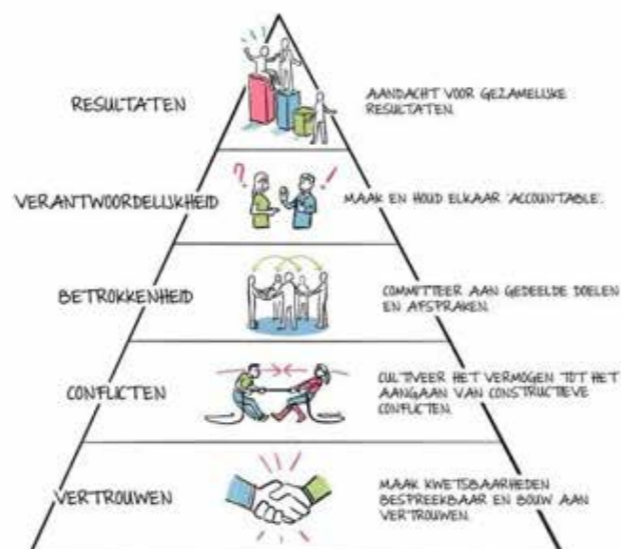 RESULTATEN
AANDACHT VOOR GEZAMELIJKE
RESULTATEN.
VERANTWOORDELIJKHEID
?
!
MAAK EN HOUD ELKAAR 'ACCOUNTABLE'.
BETROKKENHEID
COMMITTEER AAN GEDEELDE DOELEN
EN AFSPRAKEN.
CONFLICTEN
CULTIVEER HET VERMOGEN TOT HET
AANGAAN VAN CONSTRUCTIEVE
CONFLICTEN.
VERTROUWEN
MAAK KWETSBAARHEDEN
BESPREEKBAAR EN BOUW AAN
VERTROUWEN.